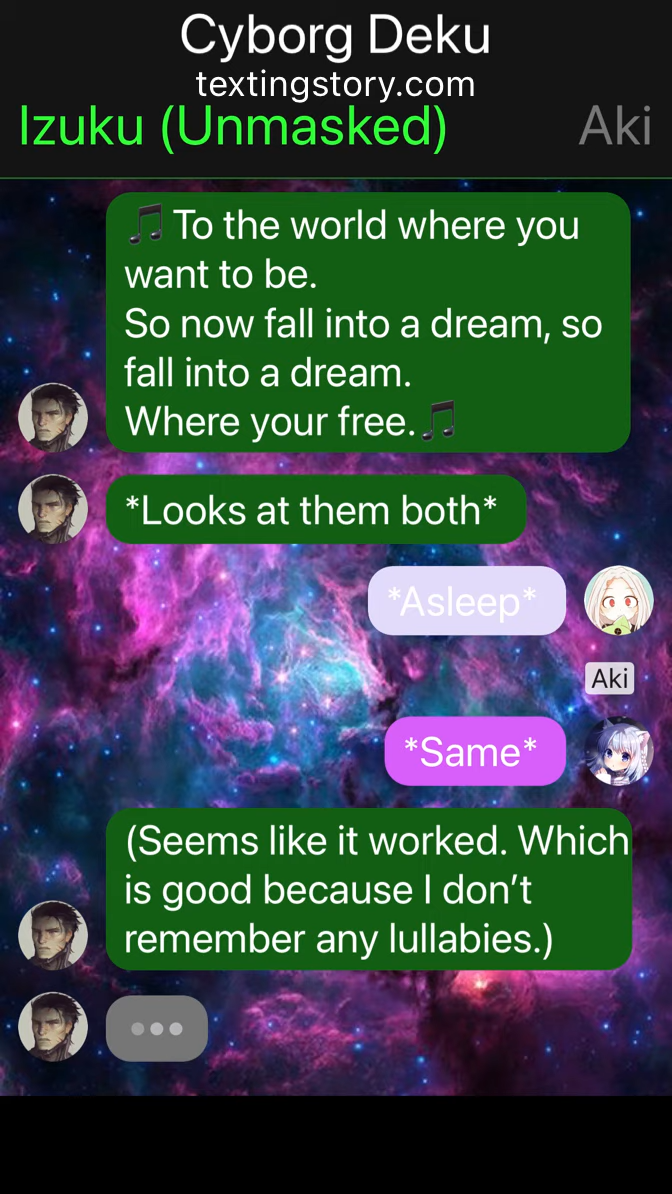 Cyborg Deku
textingstory.com
Izuku (Unmasked) Aki
🎵To the world where you
want to be.
So now fall into a dream, so
fall into a dream.
Where your free.🎵
*Looks at them both*
*Asleep*
Aki
*Same*
(Seems like it worked. Which
is good because I don’t
remember any lullabies.)